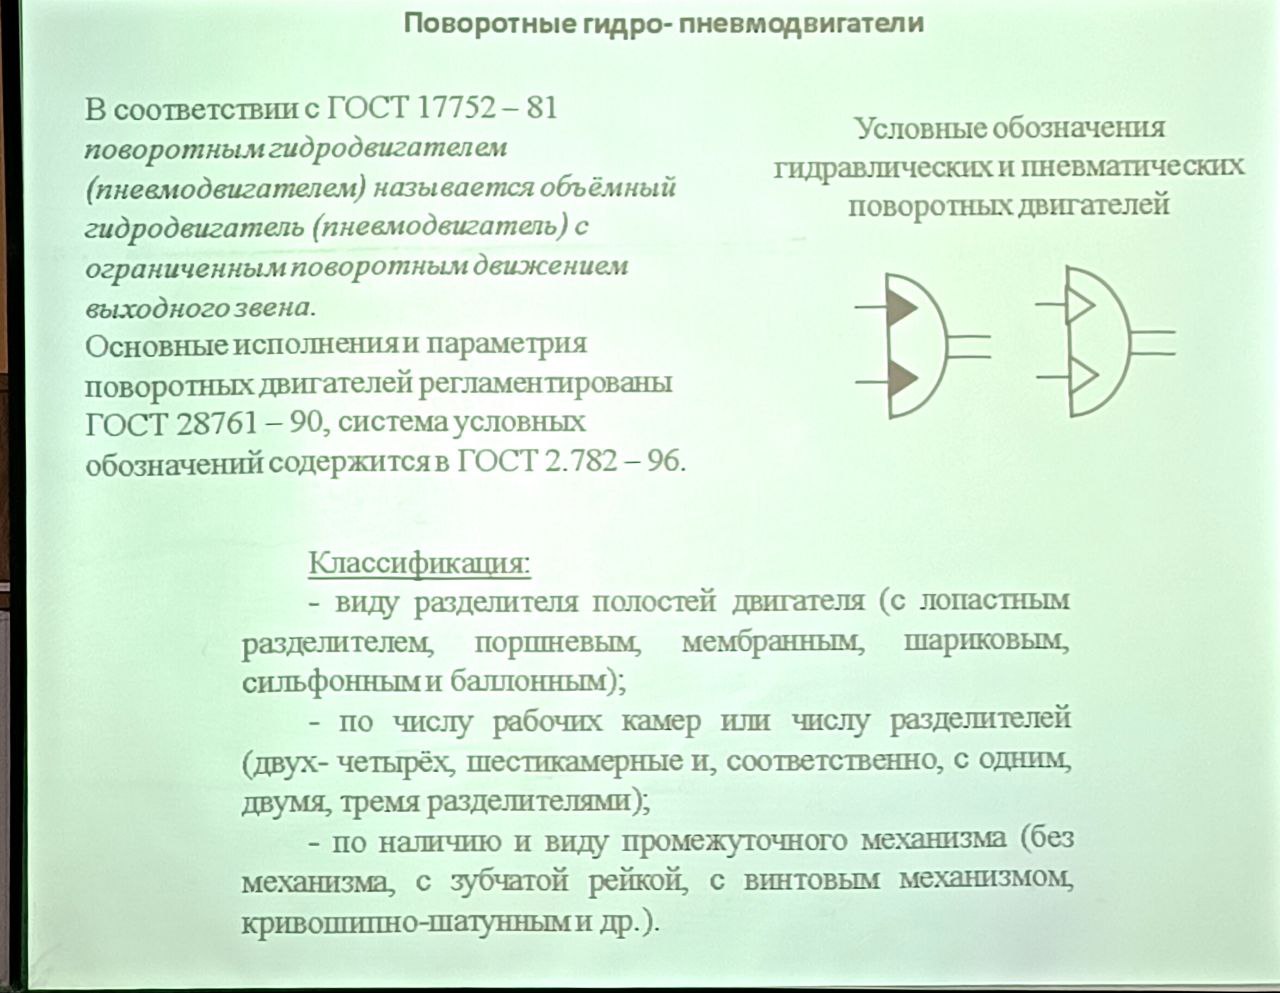 Поворотные гидро- пневмодвигатели
В соответствии с ГОСТ 17752 – 81
поворотным гидродвигателем
(пневмодвигателем) называется объёмный
гидродвигатель (пневмодвигатель) с
ограниченным поворотным движением
выходного звена.
Основные исполнения и параметрия
поворотных двигателей регламентированы
ГОСТ 28761 – 90, система условных
обозначений содержится в ГОСТ 2.782 – 96.
Условные обозначения
гидравлических и пневматических
поворотных двигателей
Классификация:
- виду разделителя полостей двигателя (с лопастным
разделителем, поршневым, мембранным, шариковым,
сильфонным и баллонным);
- по числу рабочих камер или числу разделителей
(двух- четырёх, шестикамерные и, соответственно, с одним,
двумя, тремя разделителями);
- по наличию и виду промежуточного механизма (без
механизма, с зубчатой рейкой, с винтовым механизмом,
кривошипно-шатунным и др.).